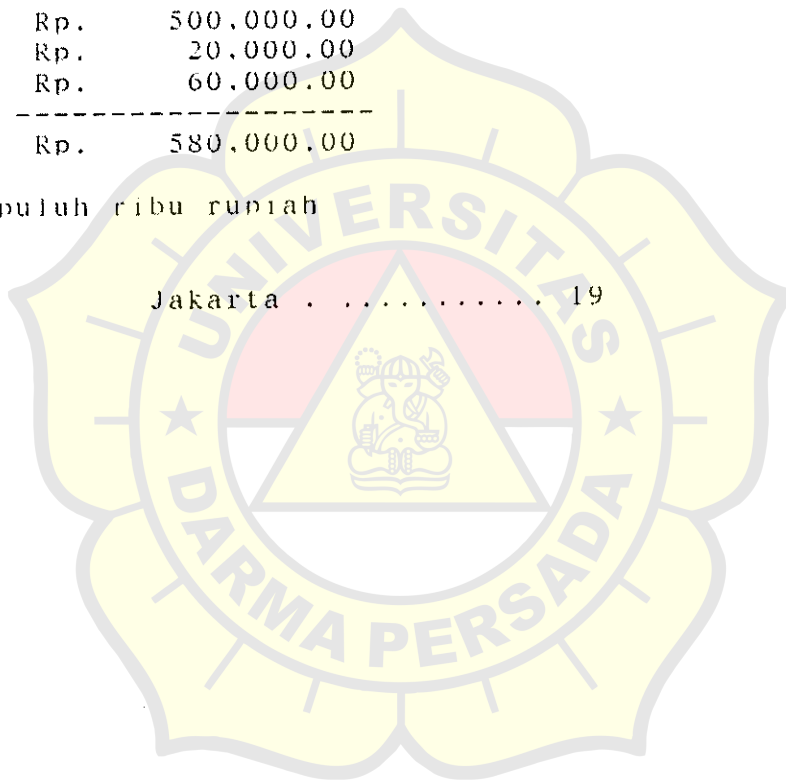 Rp. 500.000.00
Rp. 20.000.00
Rp. 60.000.00
--------------------
Rp. 580.000.00
puluh ribu rupiah
Jakarta . ............ 19
UNIVERSITAS
DARMA PERSADA